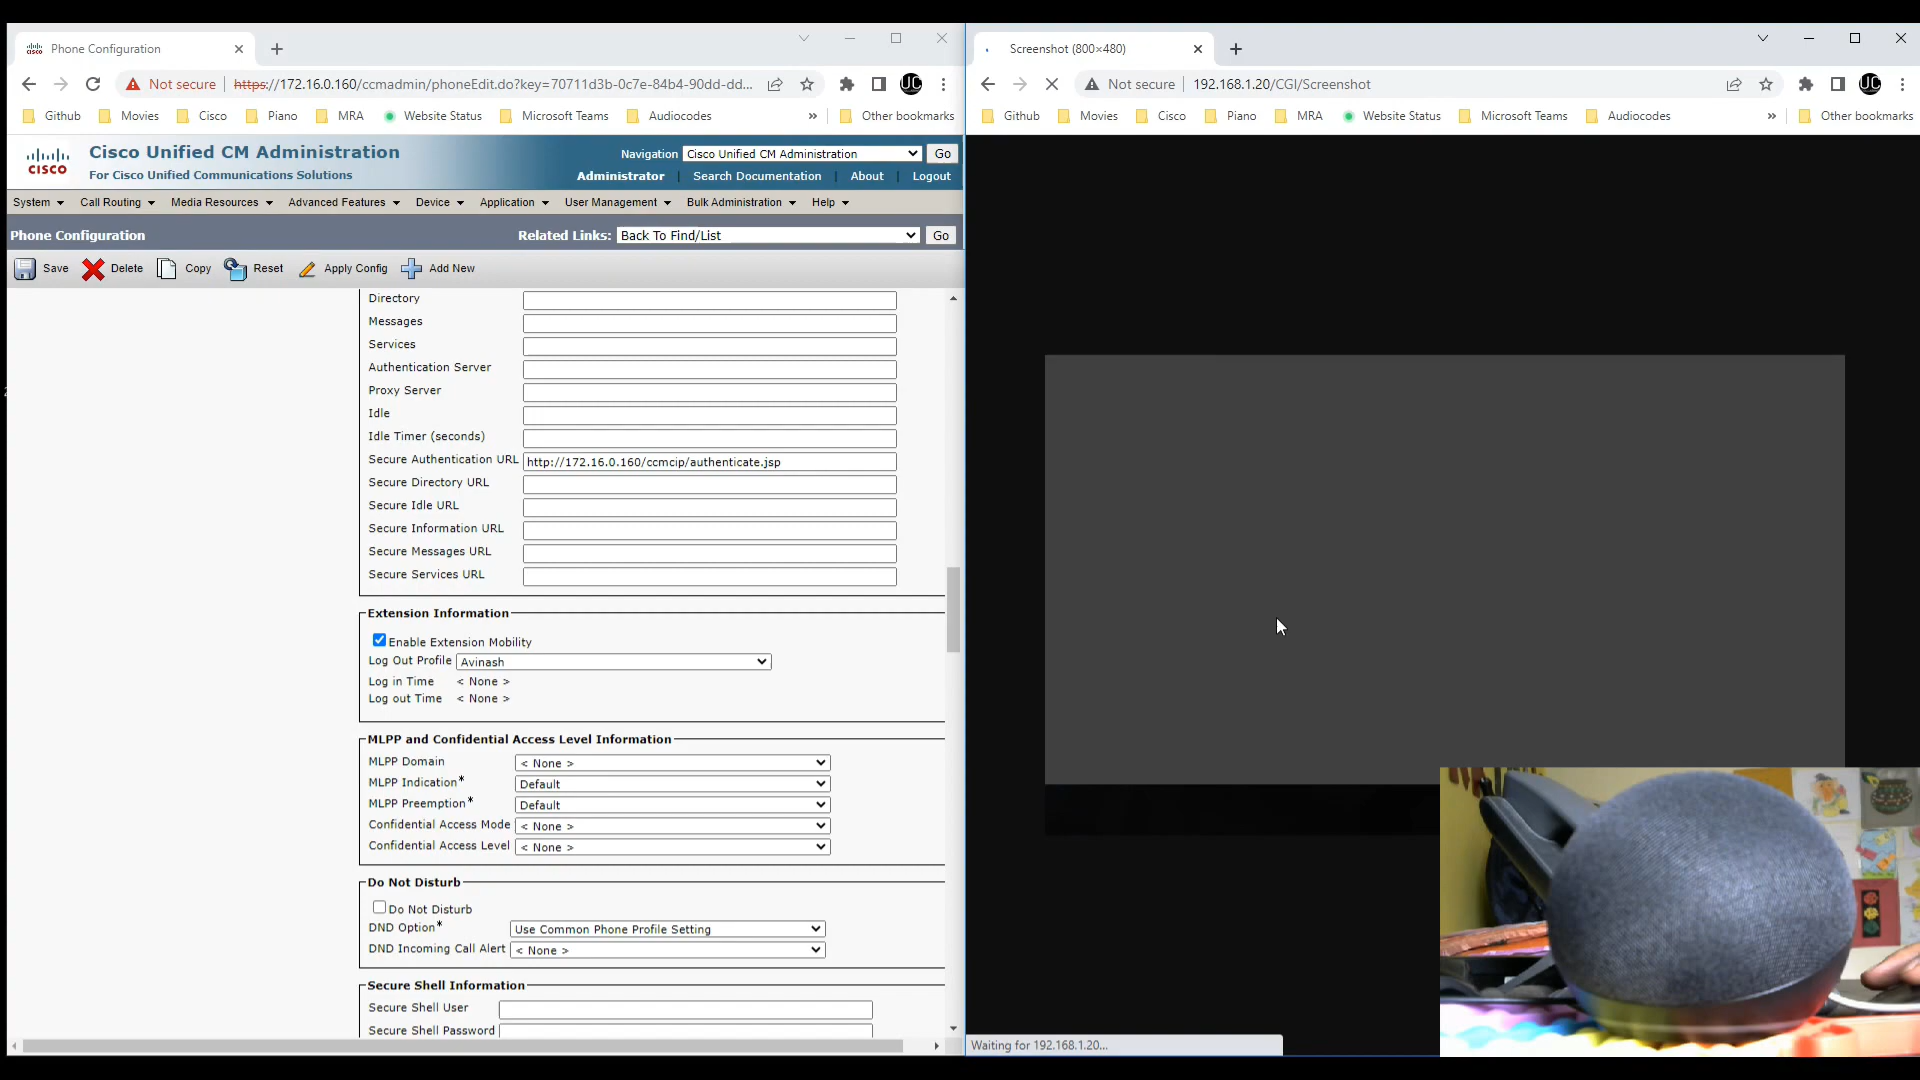 Phone Configuration
Not secure
https://172.16.0.160/ccmadmin/phoneEdit.do?key=70711d3b-0c7e-84b4-90dd-dd...
JC
Github
Movies
Cisco
Piano
MRA
Website Status
Microsoft Teams
Audiocodes
»
Other bookmarks
cisco
Cisco Unified CM Administration
For Cisco Unified Communications Solutions
Navigation Cisco Unified CM Administration Go
Administrator | Search Documentation | About | Logout
System Call Routing Media Resources Advanced Features Device Application User Management Bulk Administration Help
Phone Configuration
Related Links: Back To Find/List Go
Save Delete Copy Reset Apply Config Add New
Directory
Messages
Services
Authentication Server
Proxy Server
Idle
Idle Timer (seconds)
Secure Authentication URL http://172.16.0.160/ccmcip/authenticate.jsp
Secure Directory URL
Secure Idle URL
Secure Information URL
Secure Messages URL
Secure Services URL
Extension Information
Enable Extension Mobility
Log Out Profile Avinash
Log in Time < None >
Log out Time < None >
MLPP and Confidential Access Level Information
MLPP Domain < None >
MLPP Indication* Default
MLPP Preemption* Default
Confidential Access Mode < None >
Confidential Access Level < None >
Do Not Disturb
Do Not Disturb
DND Option* Use Common Phone Profile Setting
DND Incoming Call Alert < None >
Secure Shell Information
Secure Shell User
Secure Shell Password
Screenshot (800×480)
Not secure
192.168.1.20/CGI/Screenshot
JC
Github
Movies
Cisco
Piano
MRA
Website Status
Microsoft Teams
Audiocodes
»
Other bookmarks
Waiting for 192.168.1.20...